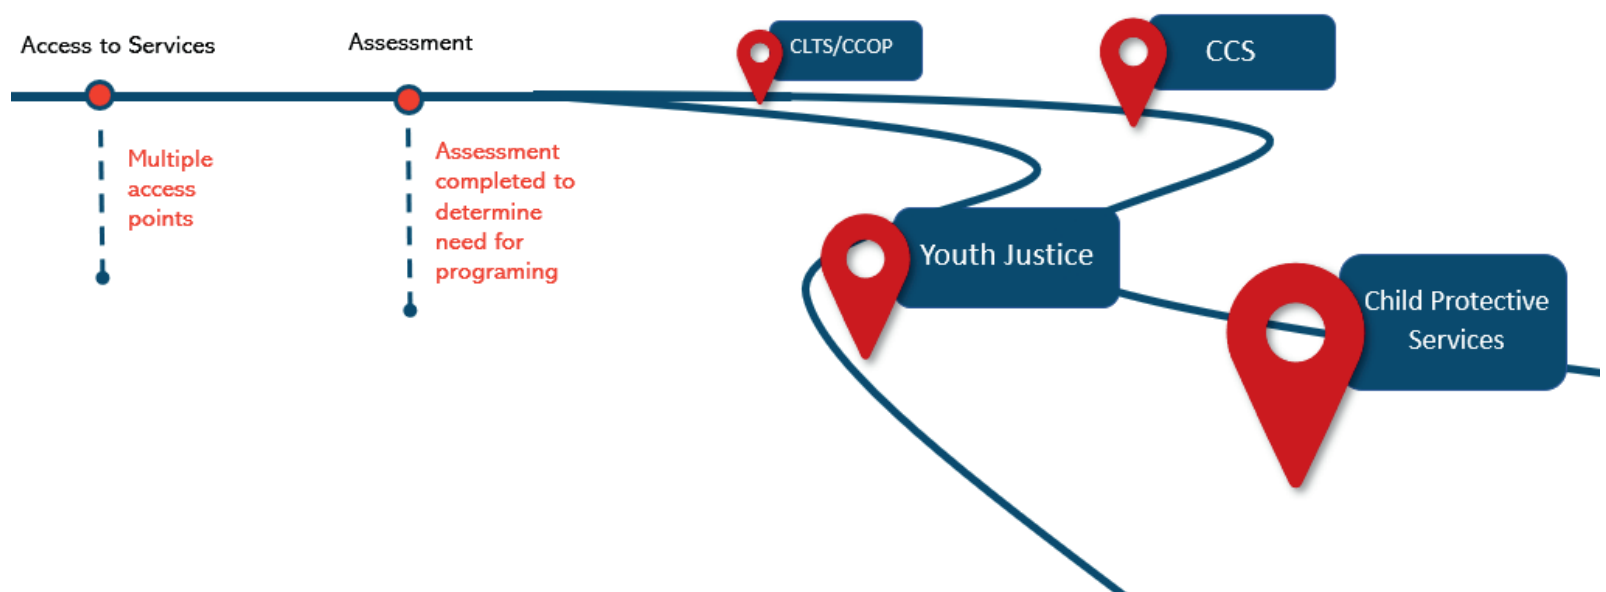 Access to Services
Assessment
CLTS/CCOP
CCS
Multiple
access
points
Assessment
completed to
determine
need for
programing
Youth Justice
Child Protective
Services